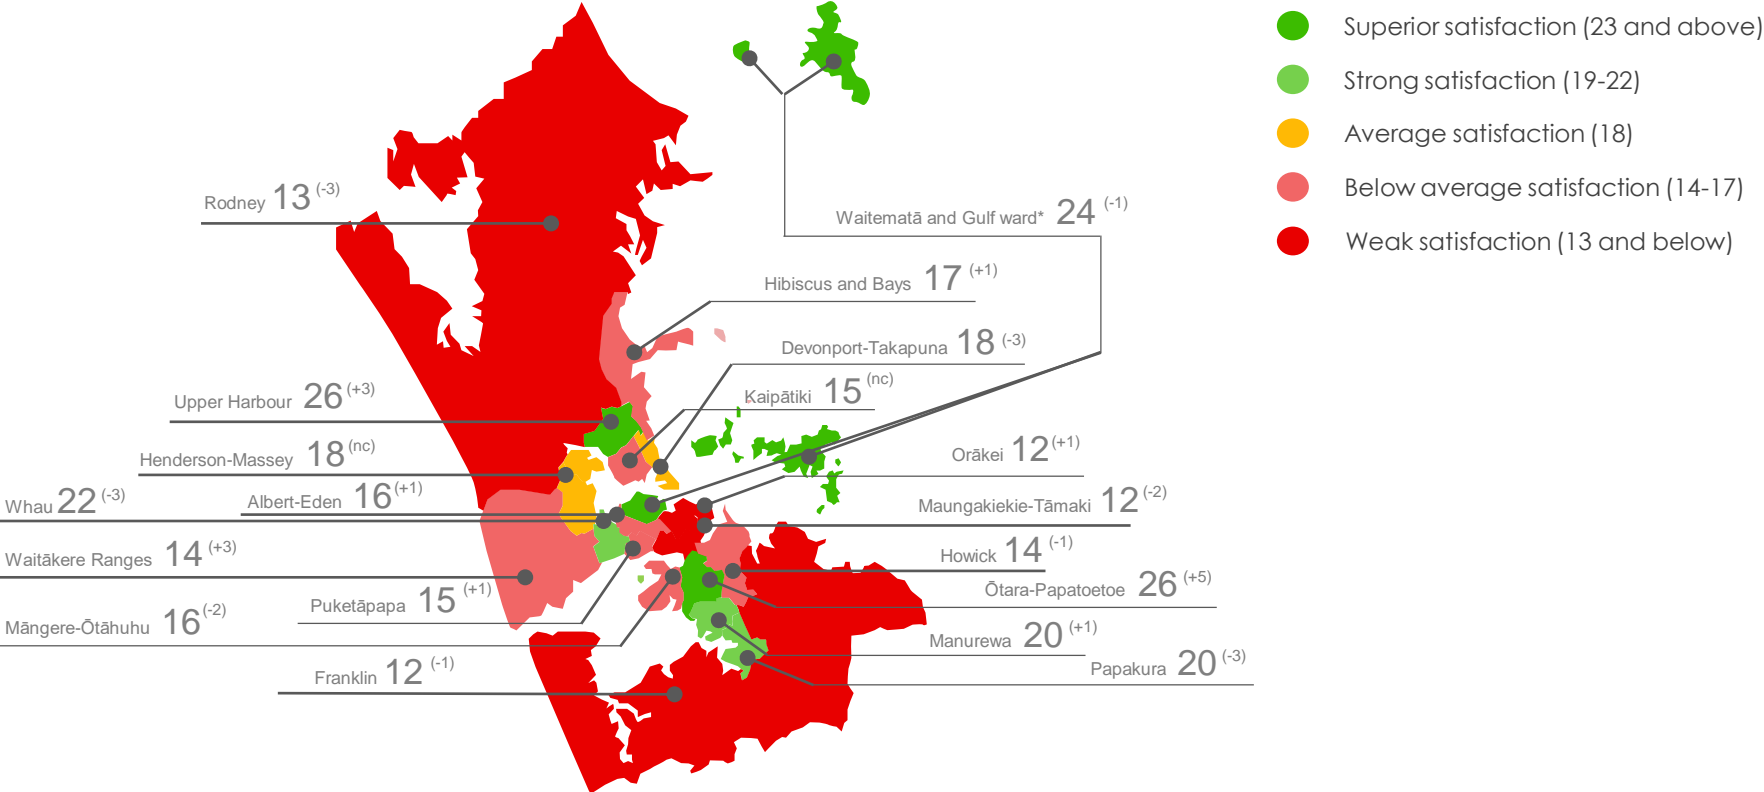 Superior satisfaction (23 and above)
Strong satisfaction (19-22)
Average satisfaction (18)
Below average satisfaction (14-17)
Weak satisfaction (13 and below)
Rodney 13 (-3)
Waitematā and Gulf ward* 24 (-1)
Hibiscus and Bays 17 (+1)
Devonport-Takapuna 18 (-3)
Kaipātiki 15 (nc)
Upper Harbour 26 (+3)
Henderson-Massey 18 (nc)
Orākei 12 (+1)
Whau 22 (-3)
Albert-Eden 16 (+1)
Maungakiekie-Tāmaki 12 (-2)
Waitākere Ranges 14 (+3)
Howick 14 (-1)
Ōtara-Papatoetoe 26 (+5)
Puketāpapa 15 (+1)
Māngere-Ōtāhuhu 16 (-2)
Manurewa 20 (+1)
Papakura 20 (-3)
Franklin 12 (-1)